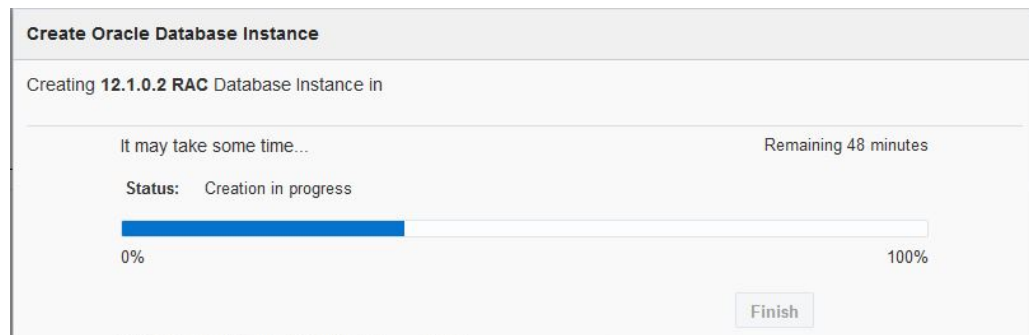 Create Oracle Database Instance
Creating 12.1.0.2 RAC Database Instance in
It may take some time... Remaining 48 minutes
Status: Creation in progress
0% 100%
Finish